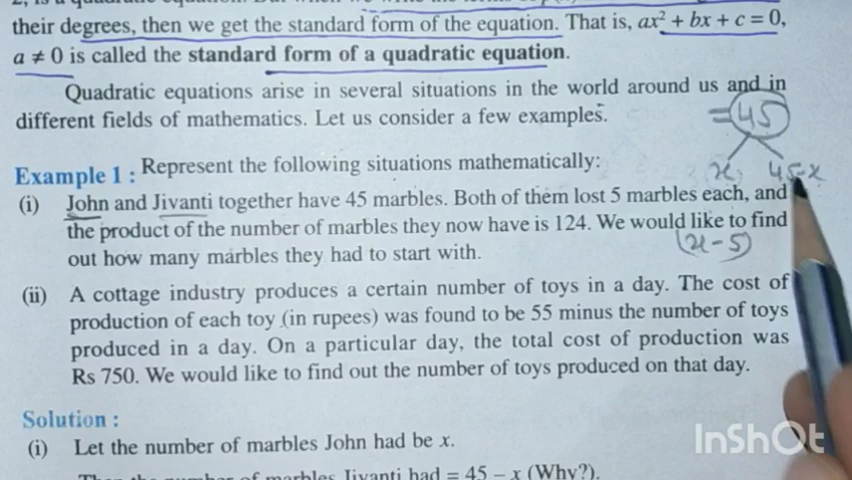 their degrees, then we get the standard form of the equation. That is, ax² + bx + c = 0,
a ≠ 0 is called the standard form of a quadratic equation.
Quadratic equations arise in several situations in the world around us and in
different fields of mathematics. Let us consider a few examples.
= 45
x 45-x
Example 1 : Represent the following situations mathematically:
(i) John and Jivanti together have 45 marbles. Both of them lost 5 marbles each, and
the product of the number of marbles they now have is 124. We would like to find
out how many marbles they had to start with.
(x-5)
(ii) A cottage industry produces a certain number of toys in a day. The cost of
production of each toy (in rupees) was found to be 55 minus the number of toys
produced in a day. On a particular day, the total cost of production was
Rs 750. We would like to find out the number of toys produced on that day.
Solution :
(i) Let the number of marbles John had be x.
Then the number of marbles Jivanti had = 45 – x (Why?).
InShOt